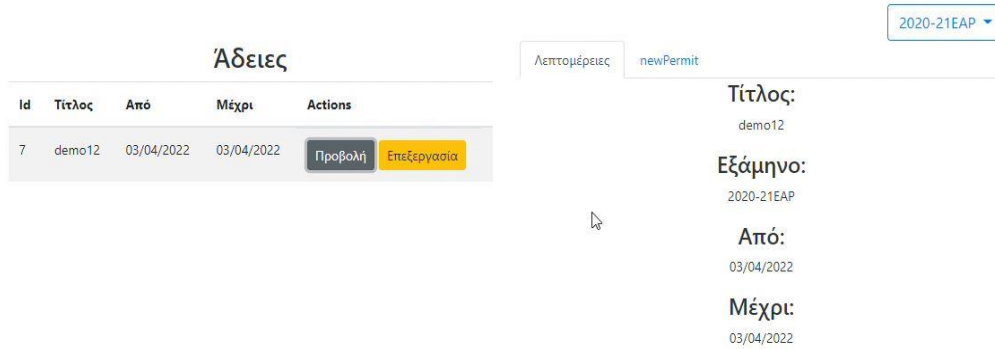 2020-21EAP
Άδειες
Id Τίτλος Από Μέχρι Actions
7 demo12 03/04/2022 03/04/2022 Προβολή Επεξεργασία
Λεπτομέρειες newPermit
Τίτλος:
demo12
Εξάμηνο:
2020-21EAP
Από:
03/04/2022
Μέχρι:
03/04/2022